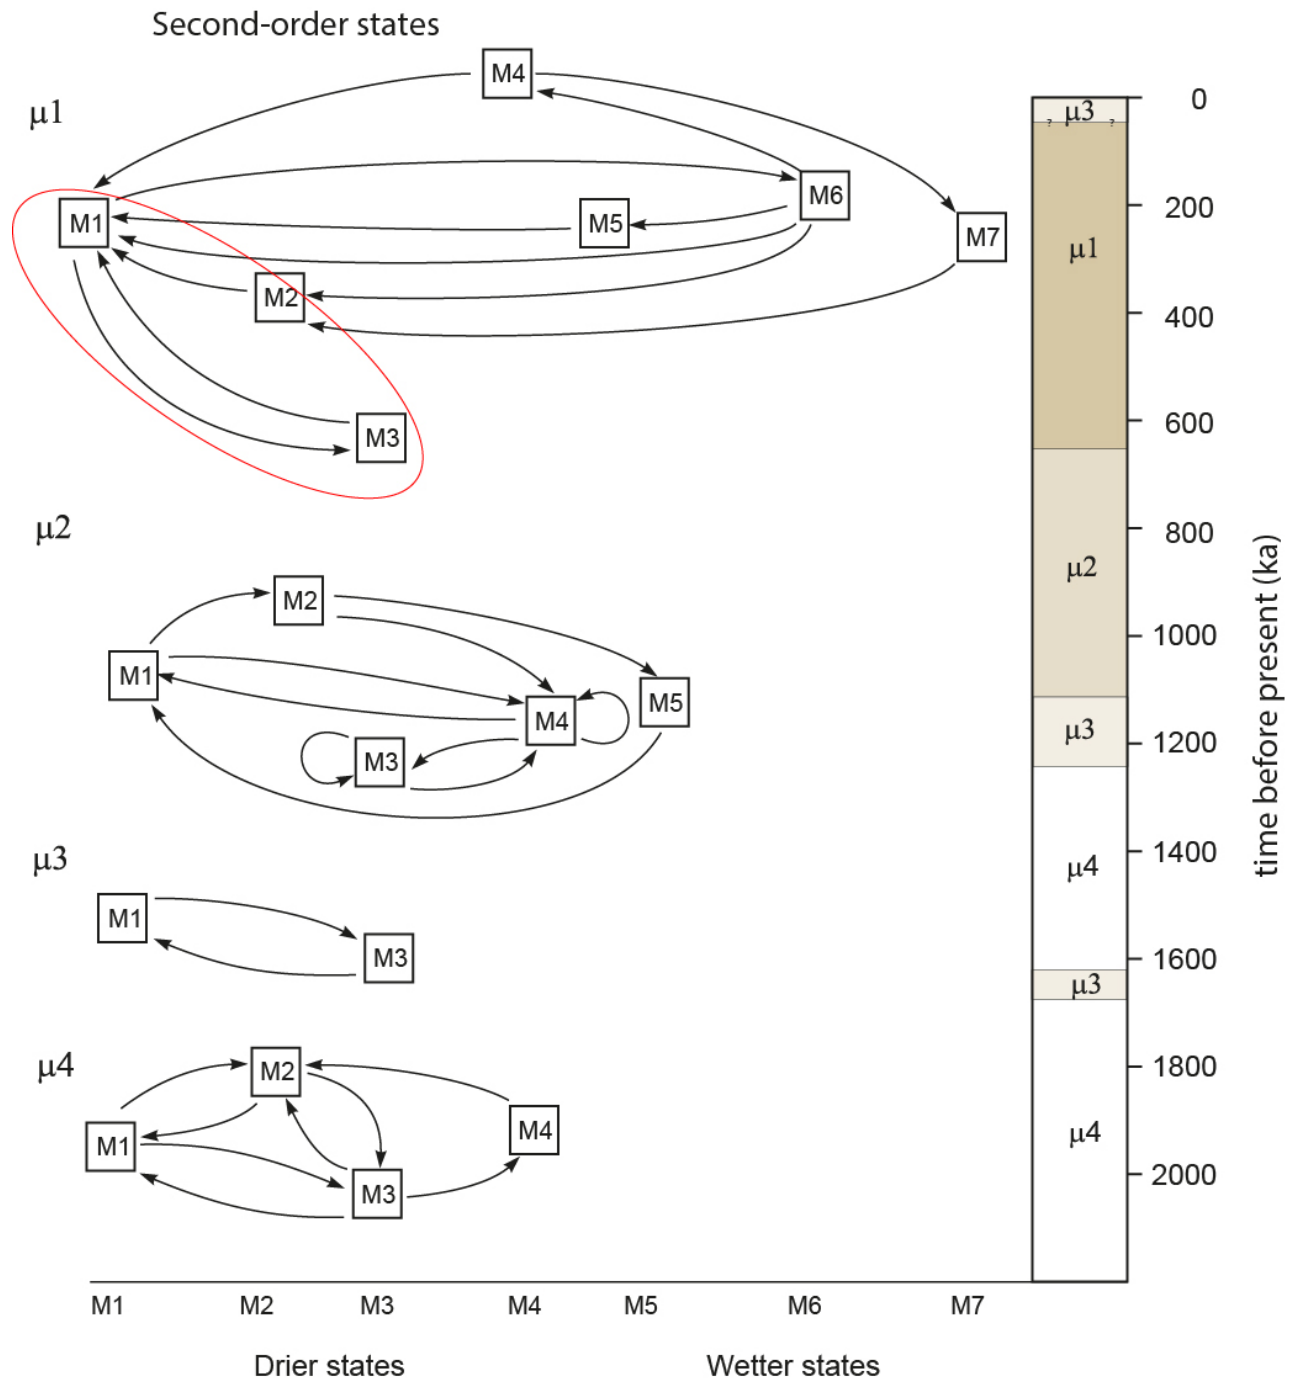 Second-order states
μ1
M4
M1
M6
M5
M7
M2
M3
μ2
M2
M1
M5
M4
M3
μ3
M1
M3
μ4
M2
M4
M1
M3
M1 M2 M3 M4 M5 M6 M7
Drier states Wetter states
μ3
? ?
μ1
μ2
μ3
μ4
μ3
μ4
0
200
400
600
800
1000
1200
1400
1600
1800
2000
time before present (ka)